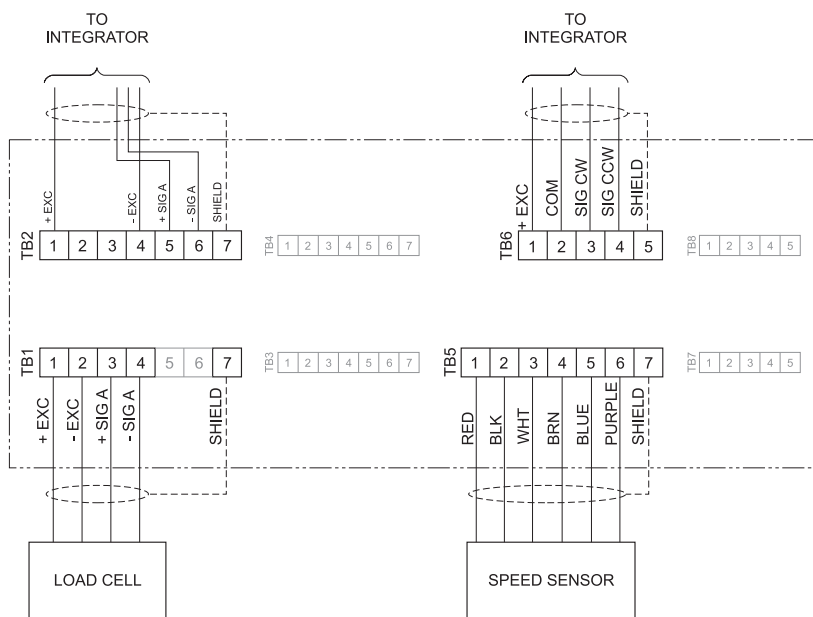 TO
INTEGRATOR
TO
INTEGRATOR
+ EXC
- EXC
+ SIG A
- SIG A
SHIELD
+ EXC
COM
SIG CW
SIG CCW
SHIELD
TB2
1 2 3 4 5 6 7
TB4
1 2 3 4 5 6 7
TB6
1 2 3 4 5
TB8
1 2 3 4 5
TB1
1 2 3 4 5 6 7
TB3
1 2 3 4 5 6 7
TB5
1 2 3 4 5 6 7
TB7
1 2 3 4 5
+ EXC
- EXC
+ SIG A
- SIG A
SHIELD
RED
BLK
WHT
BRN
BLUE
PURPLE
SHIELD
LOAD CELL
SPEED SENSOR